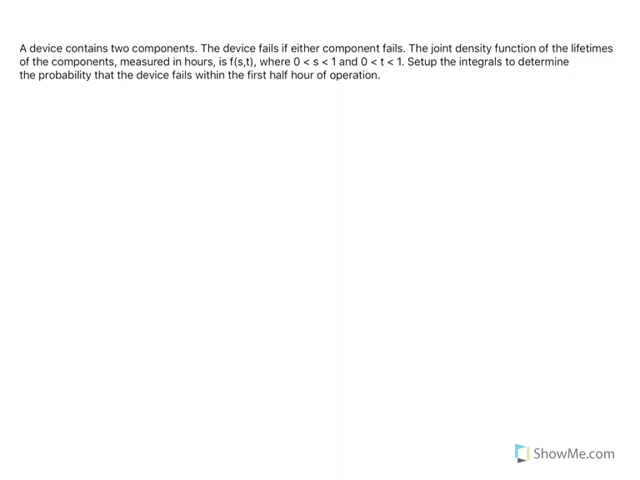 A device contains two components. The device fails if either component fails. The joint density function of the lifetimes
of the components, measured in hours, is f(s,t), where 0 < s < 1 and 0 < t < 1. Setup the integrals to determine
the probability that the device fails within the first half hour of operation.
ShowMe.com